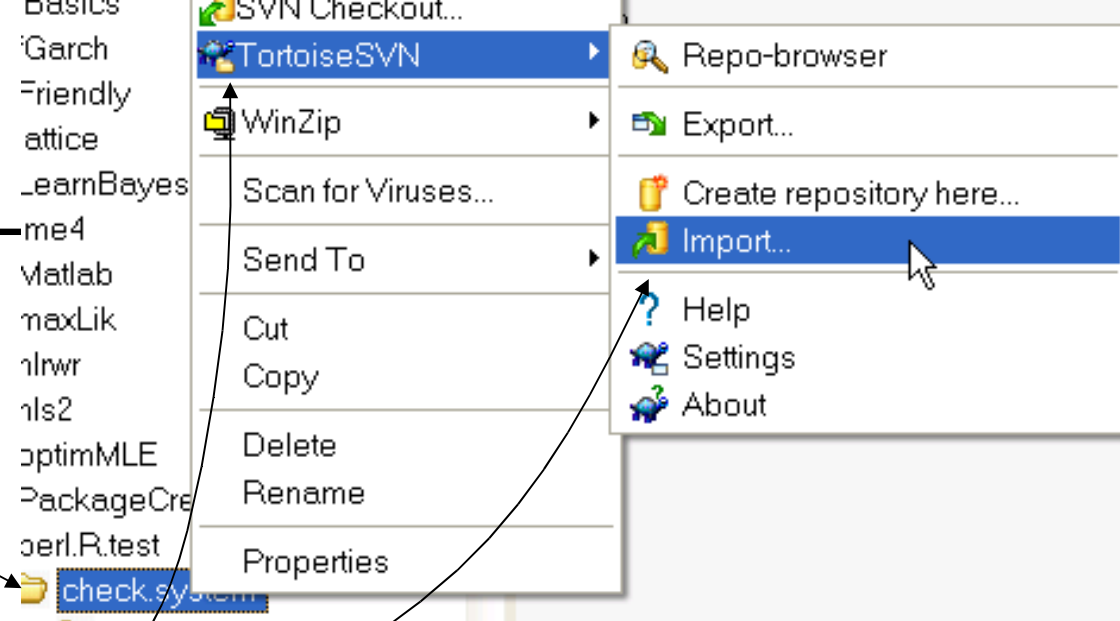 Basics
fGarch
Friendly
attice
LearnBayes
me4
Matlab
maxLik
nlrwr
nls2
optimMLE
PackageCre
perl.R.test
check.system
SVN Checkout...
TortoiseSVN
WinZip
Scan for Viruses...
Send To
Cut
Copy
Delete
Rename
Properties
Repo-browser
Export...
Create repository here...
Import...
Help
Settings
About